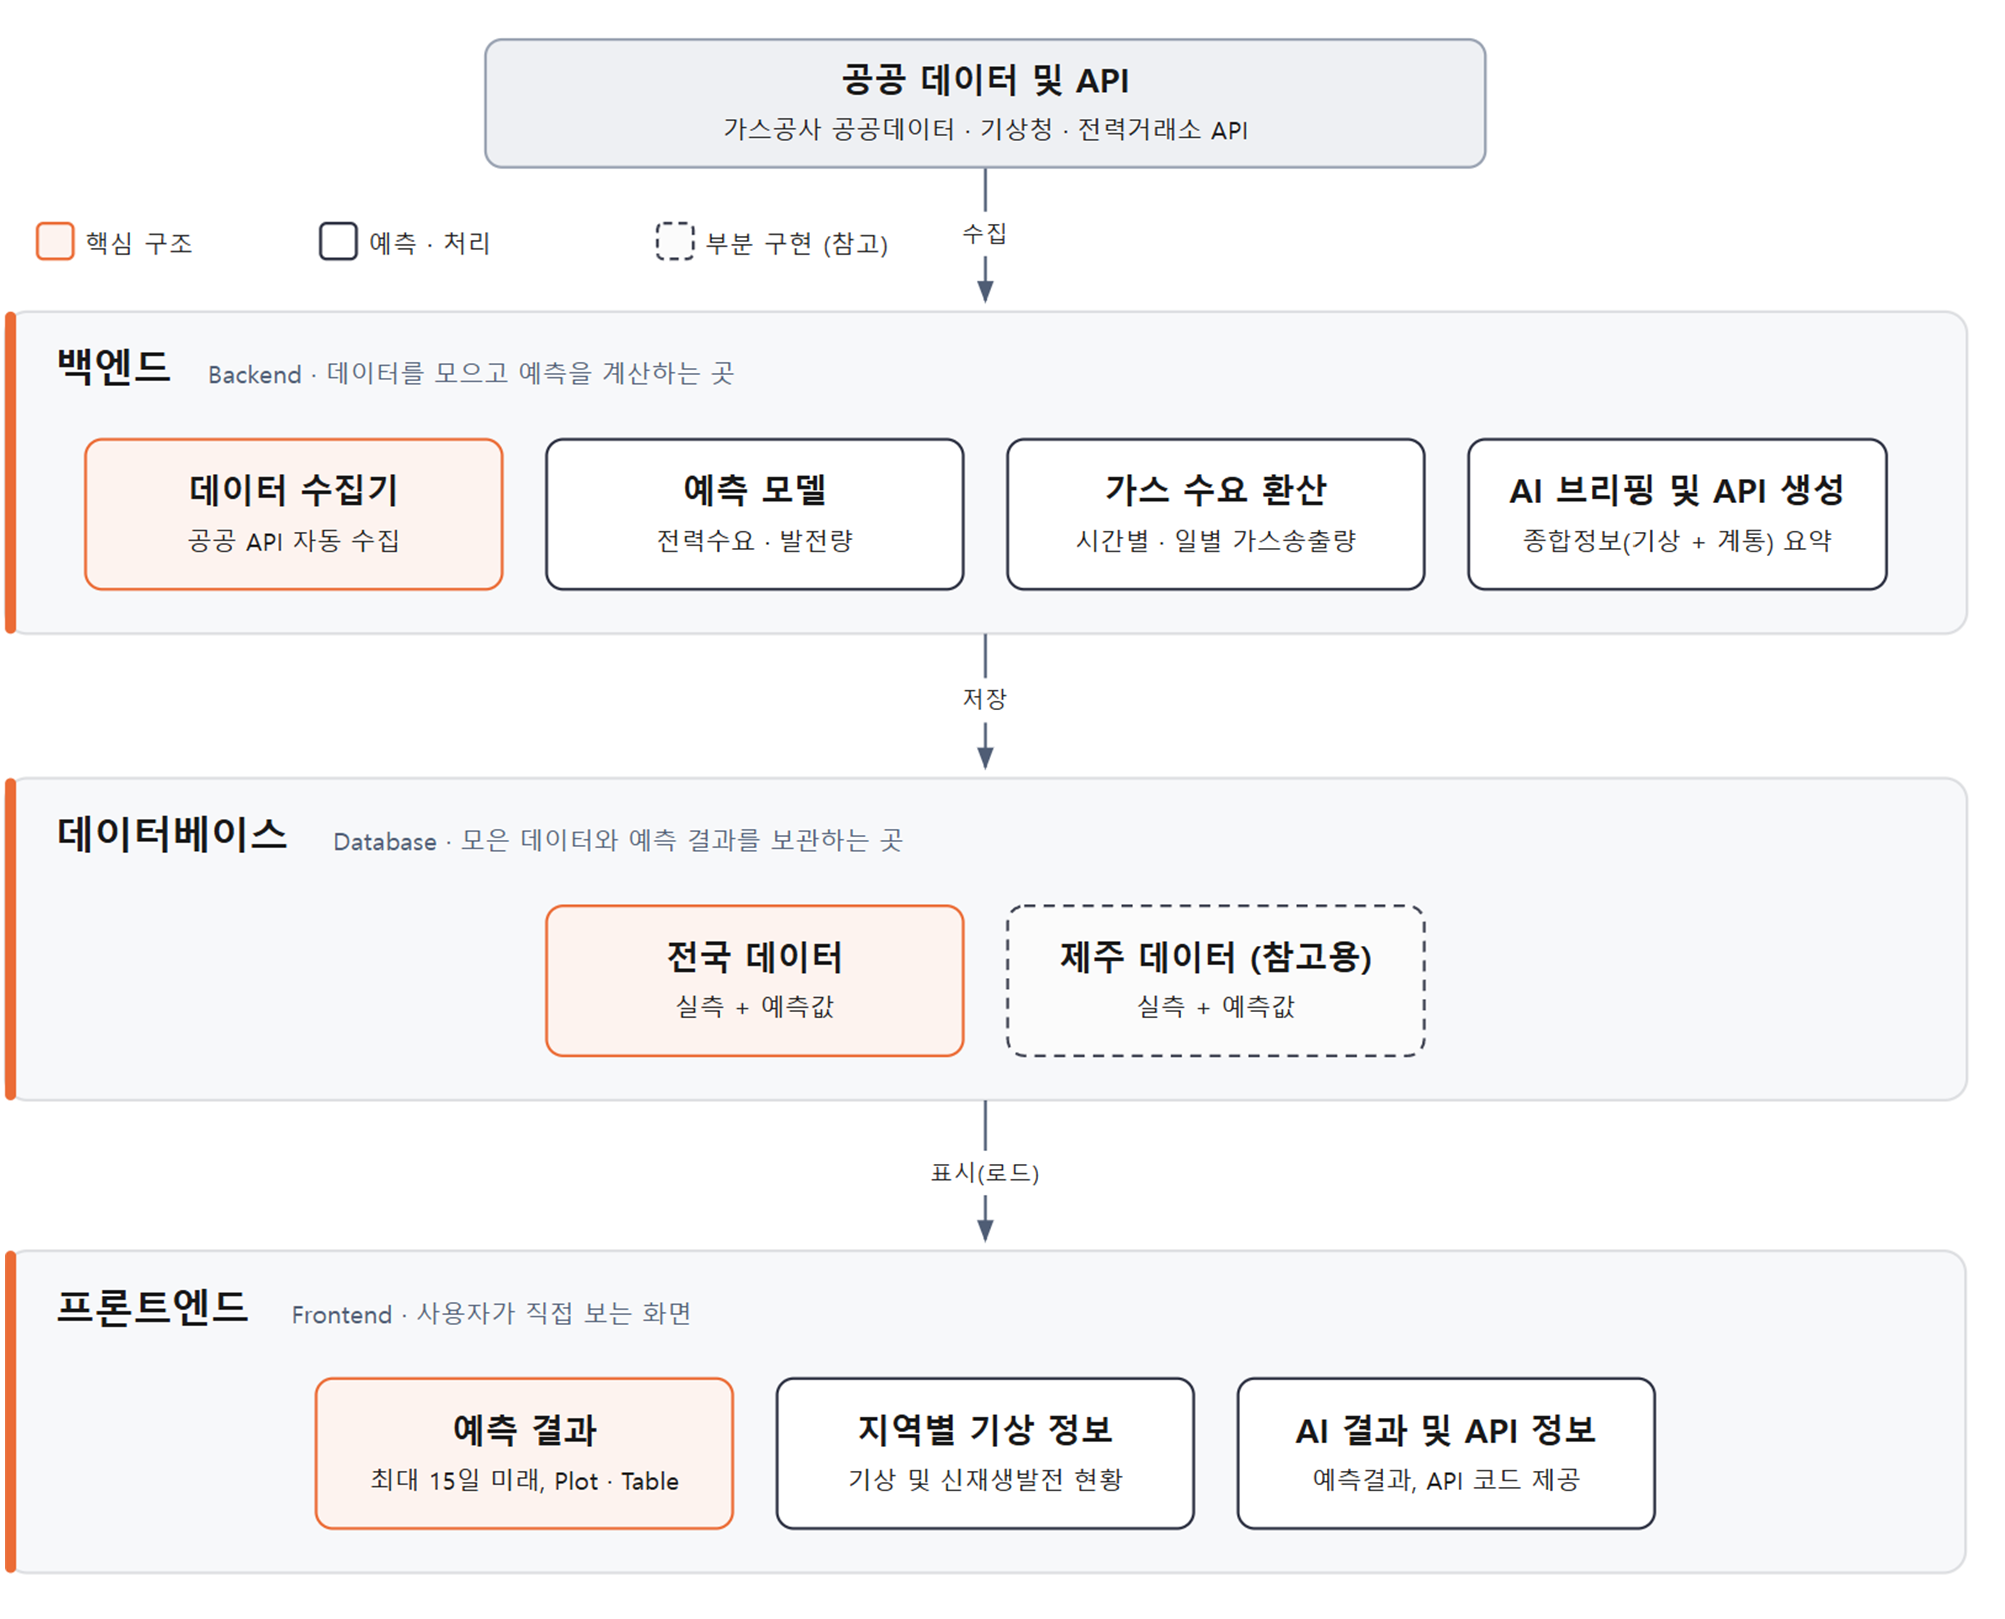 공공 데이터 및 API
가스공사 공공데이터 · 기상청 · 전력거래소 API
핵심 구조
예측 · 처리
부분 구현 (참고)
수집
백엔드 Backend · 데이터를 모으고 예측을 계산하는 곳
데이터 수집기
공공 API 자동 수집
예측 모델
전력수요 · 발전량
가스 수요 환산
시간별 · 일별 가스송출량
AI 브리핑 및 API 생성
종합정보(기상 + 계통) 요약
저장
데이터베이스 Database · 모은 데이터와 예측 결과를 보관하는 곳
전국 데이터
실측 + 예측값
제주 데이터 (참고용)
실측 + 예측값
표시(로드)
프론트엔드 Frontend · 사용자가 직접 보는 화면
예측 결과
최대 15일 미래, Plot · Table
지역별 기상 정보
기상 및 신재생발전 현황
AI 결과 및 API 정보
예측결과, API 코드 제공